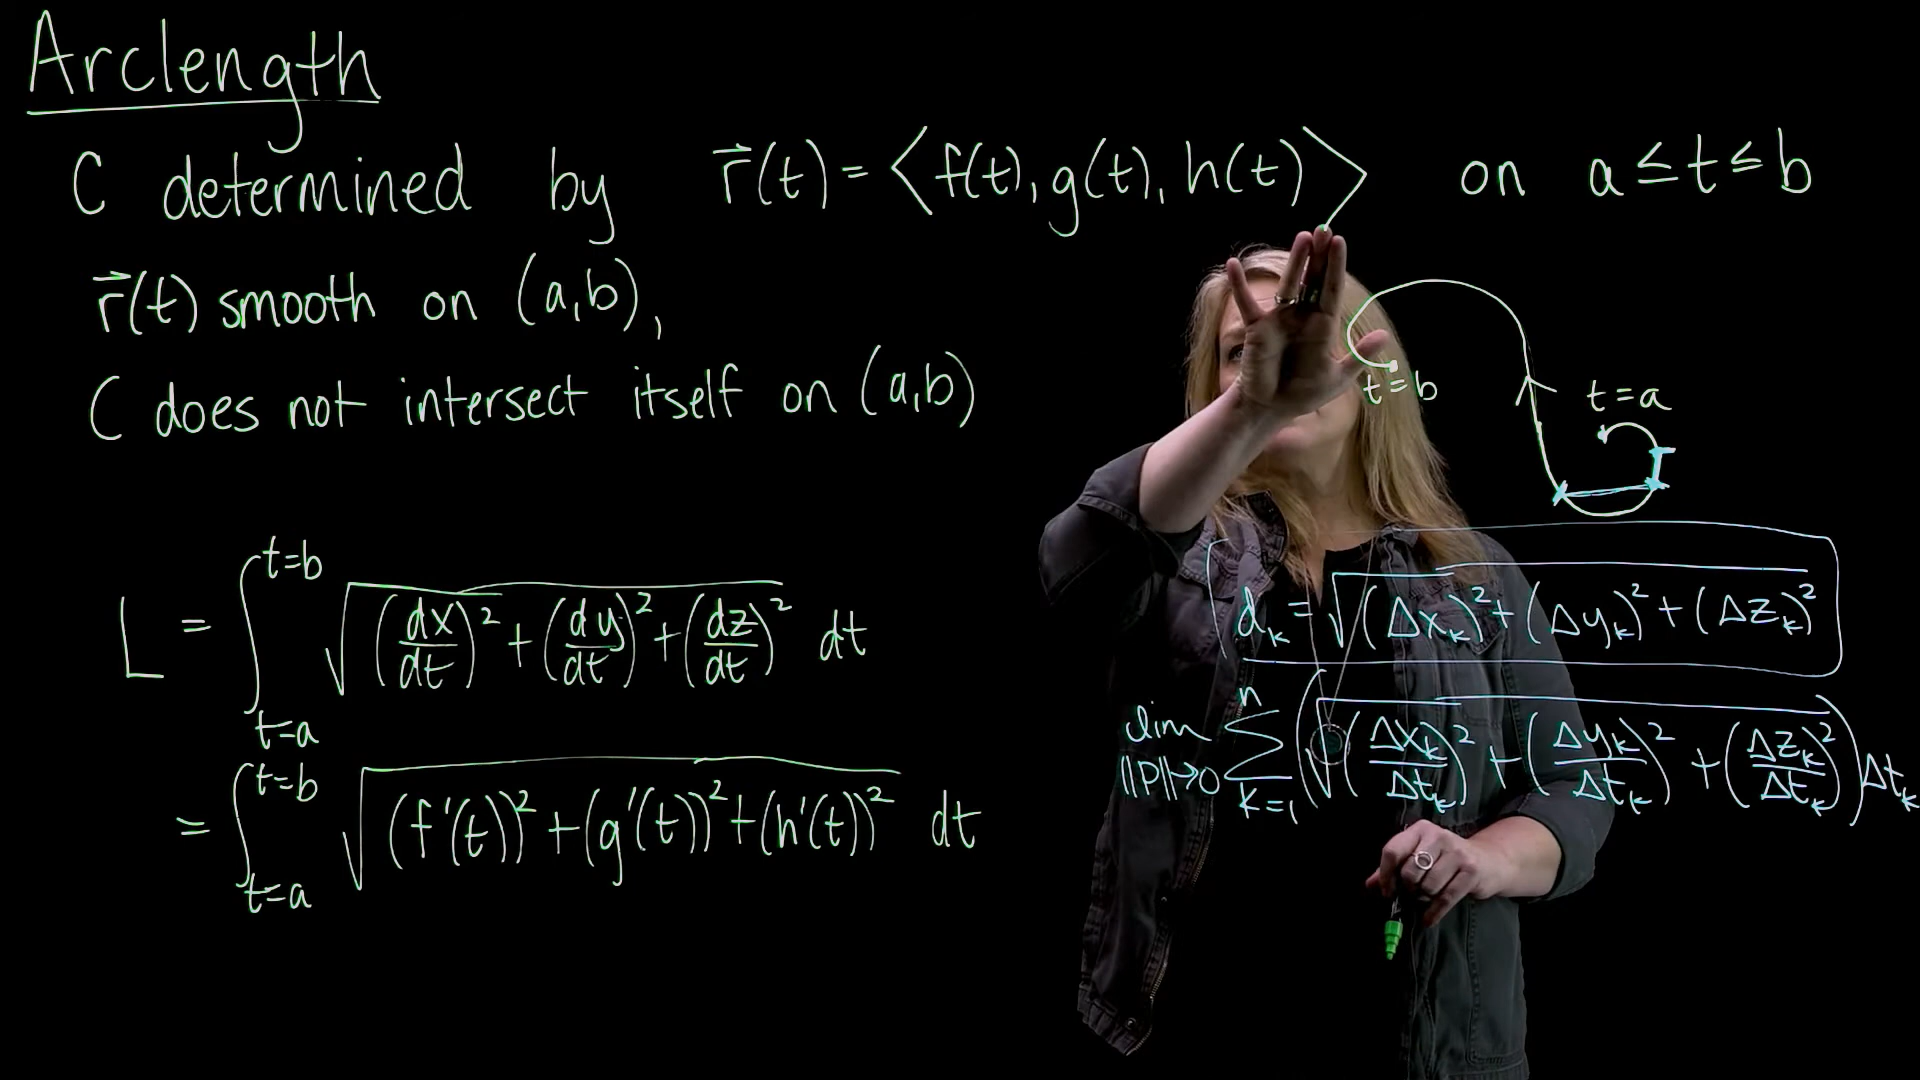 Arclength
C determined by r⃗(t) = ⟨f(t), g(t), h(t)⟩ on a ≤ t ≤ b
r⃗(t) smooth on (a,b),
C does not intersect itself on (a,b)
t=b
t=a
L = ∫_{t=a}^{t=b} √((dx/dt)² + (dy/dt)² + (dz/dt)²) dt
= ∫_{t=a}^{t=b} √((f'(t))² + (g'(t))² + (h'(t))²) dt
d_k = √((Δx_k)² + (Δy_k)² + (Δz_k)²)
lim_{||P||→0} Σ_{k=1}^{n} (√((Δx_k/Δt_k)² + (Δy_k/Δt_k)² + (Δz_k/Δt_k)²)) Δt_k